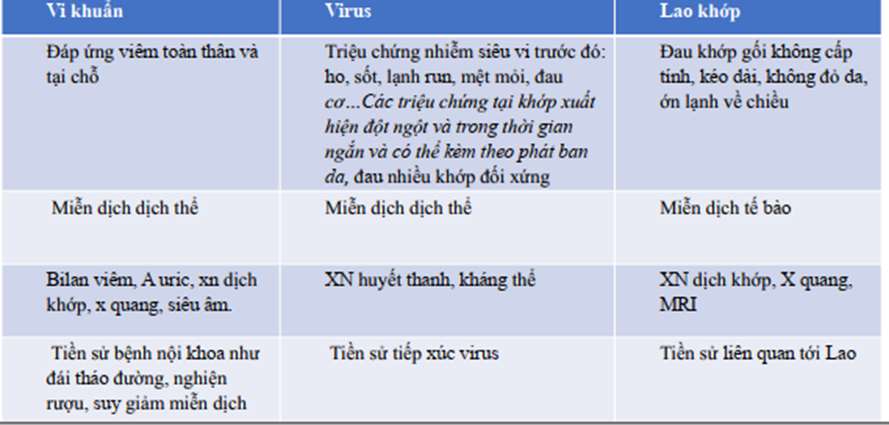 Vi khuẩn
Virus
Lao khớp
Đáp ứng viêm toàn thân và
tại chỗ
Triệu chứng nhiễm siêu vi trước đó:
ho, sốt, lạnh run, mệt mỏi, đau
cơ…Các triệu chứng tại khớp xuất
hiện đột ngột và trong thời gian
ngắn và có thể kèm theo phát ban
da, đau nhiều khớp đối xứng
Đau khớp gối không cấp
tính, kéo dài, không đỏ da,
ớn lạnh về chiều
Miễn dịch dịch thể
Miễn dịch dịch thể
Miễn dịch tế bào
Bilan viêm, A uric, xn dịch
khớp, x quang, siêu âm.
XN huyết thanh, kháng thể
XN dịch khớp, X quang,
MRI
Tiền sử bệnh nội khoa như
đái tháo đường, nghiện
rượu, suy giảm miễn dịch
Tiền sử tiếp xúc virus
Tiền sử liên quan tới Lao